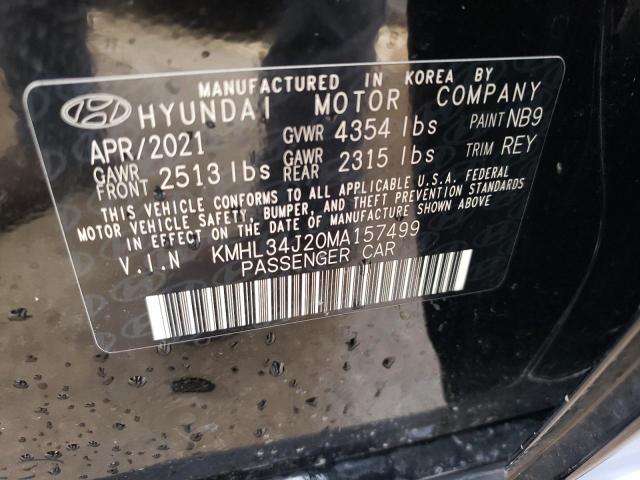 MANUFACTURED IN KOREA BY
HYUNDAI MOTOR COMPANY
APR/2021 GVWR 4354 lbs PAINT NB9
GAWR FRONT 2513 lbs GAWR REAR 2315 lbs TRIM REY
THIS VEHICLE CONFORMS TO ALL APPLICABLE U.S.A. FEDERAL
MOTOR VEHICLE SAFETY, BUMPER, AND THEFT PREVENTION STANDARDS
IN EFFECT ON THE DATE OF MANUFACTURE SHOWN ABOVE.
V.I.N KMHL34J20MA157499
PASSENGER CAR